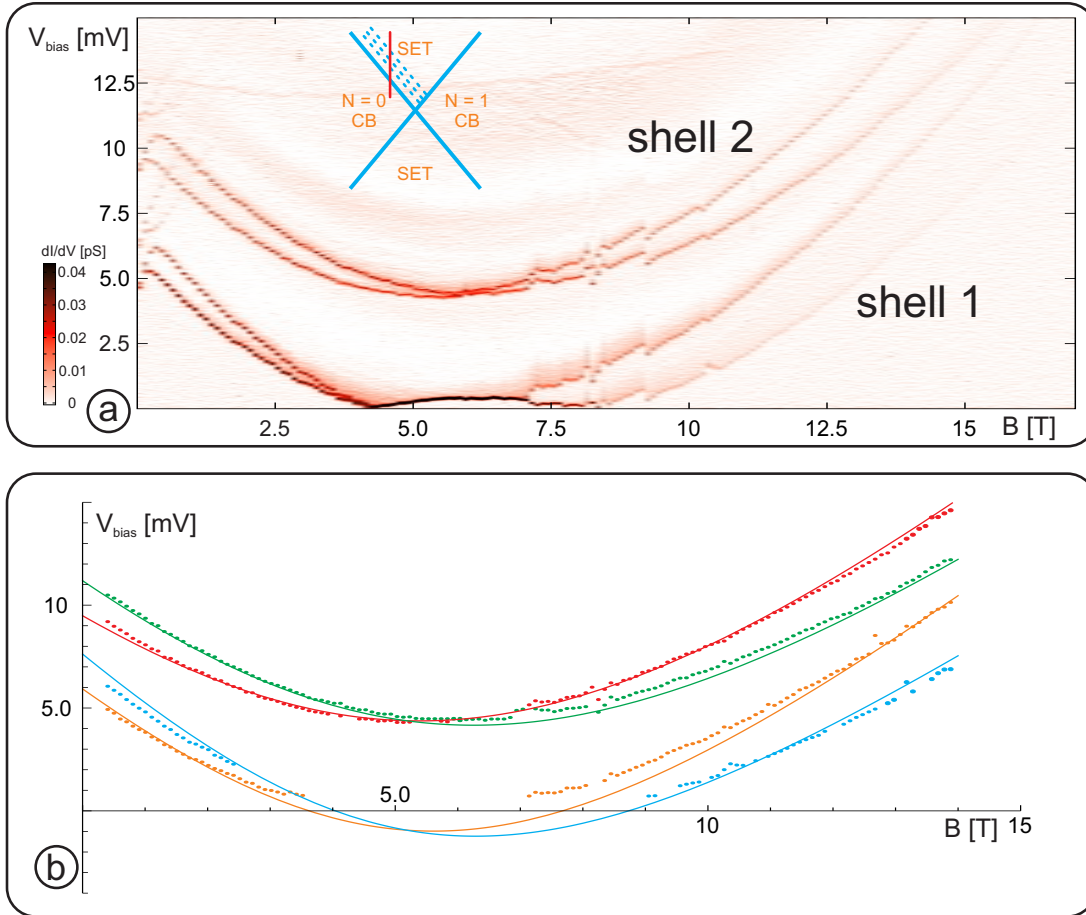 V_bias [mV]
12.5
10
7.5
5.0
2.5
SET
N = 0
N = 1
CB
CB
SET
shell 2
shell 1
dI/dV [pS]
0.04
0.03
0.02
0.01
0
a
2.5
5.0
7.5
10
12.5
15
B [T]
V_bias [mV]
10
5.0
5.0
10
15
B [T]
b